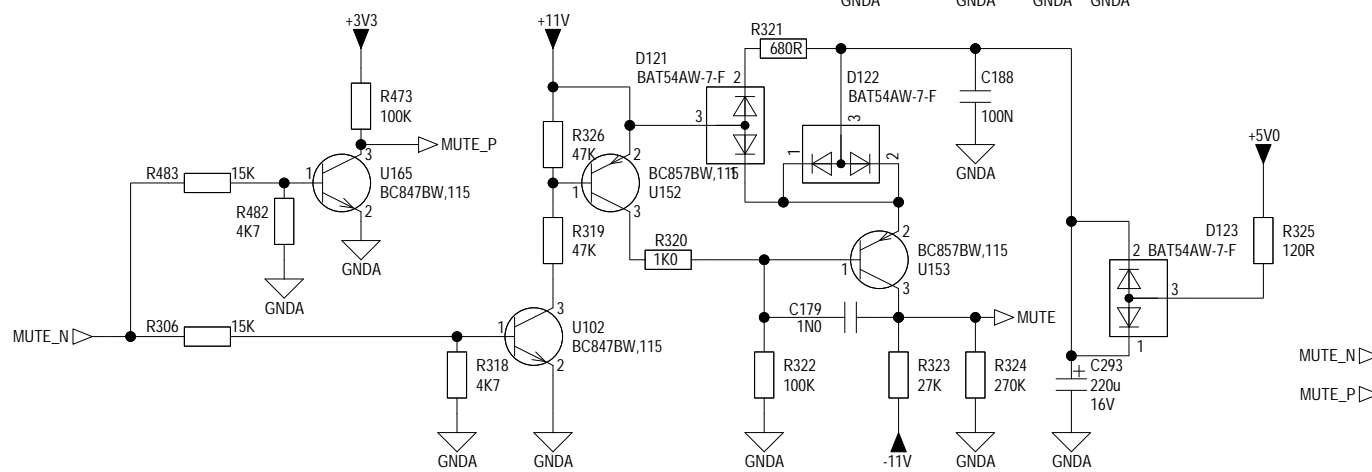 GNDA GNDA GNDA GNDA
+3V3
+11V
R321
680R
D121
BAT54AW-7-F
2
3
1
D122
BAT54AW-7-F
3
1
2
C188
100N
GNDA
+5V0
R473
100K
MUTE_P
3
1
2
U165
BC847BW,115
GNDA
R483 15K
R482
4K7
GNDA
R326
47K
2
1
3
BC857BW,115
U152
R319
47K
R320
1K0
2
1
3
BC857BW,115
U153
D123
BAT54AW-7-F
2
3
1
R325
120R
MUTE_N
R306 15K
3
1
2
U102
BC847BW,115
R318
4K7
GNDA
GNDA
C179
1N0
MUTE
R322
100K
GNDA
R323
27K
-11V
R324
270K
GNDA
+
C293
220u
16V
GNDA
MUTE_N
MUTE_P